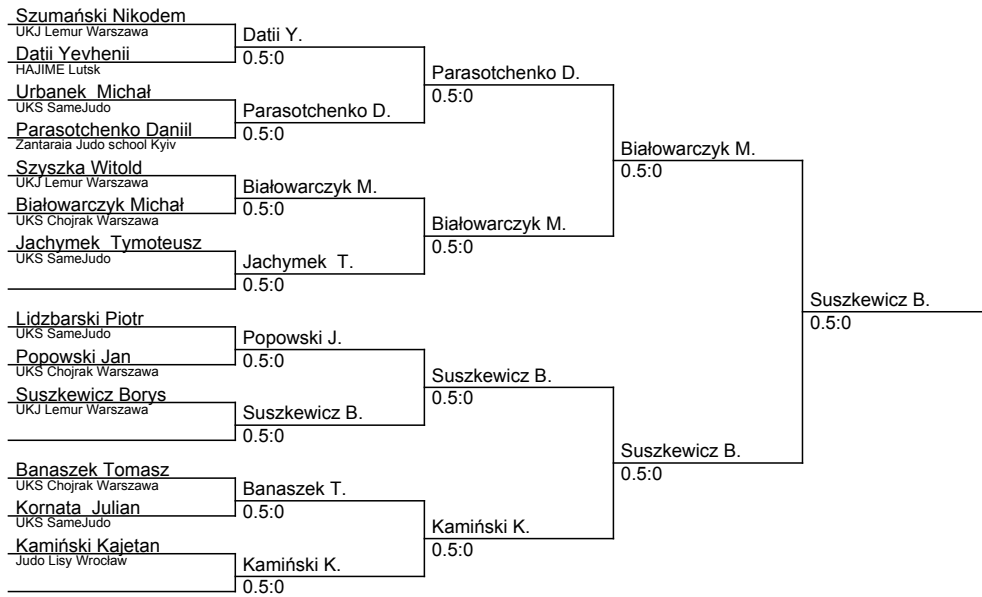 Szumański Nikodem
UKJ Lemur Warszawa
Datii Yevhenii
HAJIME Lutsk
Urbanek  Michał
UKS SameJudo
Parasotchenko Daniil
Zantaraia Judo school Kyiv
Szyszka Witold
UKJ Lemur Warszawa
Białowarczyk Michał
UKS Chojrak Warszawa
Jachymek  Tymoteusz
UKS SameJudo
Lidzbarski Piotr
UKS SameJudo
Popowski Jan
UKS Chojrak Warszawa
Suszkewicz Borys
UKJ Lemur Warszawa
Banaszek Tomasz
UKS Chojrak Warszawa
Kornata  Julian
UKS SameJudo
Kamiński Kajetan
Judo Lisy Wrocław
Datii Y.
0.5:0
Parasotchenko D.
0.5:0
Białowarczyk M.
0.5:0
Jachymek  T.
0.5:0
Popowski J.
0.5:0
Suszkewicz B.
0.5:0
Banaszek T.
0.5:0
Kamiński K.
0.5:0
Parasotchenko D.
0.5:0
Białowarczyk M.
0.5:0
Suszkewicz B.
0.5:0
Kamiński K.
0.5:0
Białowarczyk M.
0.5:0
Suszkewicz B.
0.5:0
Suszkewicz B.
0.5:0